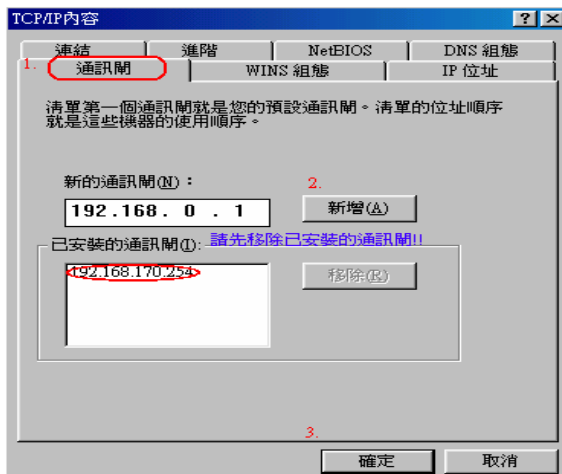 TCP/IP內容
連結 進階 NetBIOS DNS 組態
1. 通訊閘 WINS 組態 IP 位址
清單第一個通訊閘就是您的預設通訊閘。清單的位址順序
就是這些機器的使用順序。
新的通訊閘(N)： 2.
192.168. 0 . 1 新增(A)
已安裝的通訊閘(I): 請先移除已安裝的通訊閘!!
192.168.170.254 移除(R)
3.
確定 取消